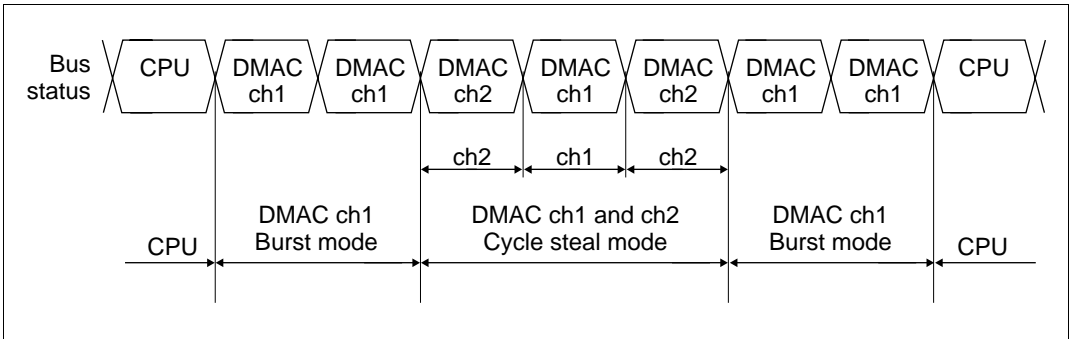 Bus
status
CPU
DMAC
ch1
DMAC
ch1
DMAC
ch2
DMAC
ch1
DMAC
ch2
DMAC
ch1
DMAC
ch1
CPU
ch2
ch1
ch2
CPU
DMAC ch1
Burst mode
DMAC ch1 and ch2
Cycle steal mode
DMAC ch1
Burst mode
CPU